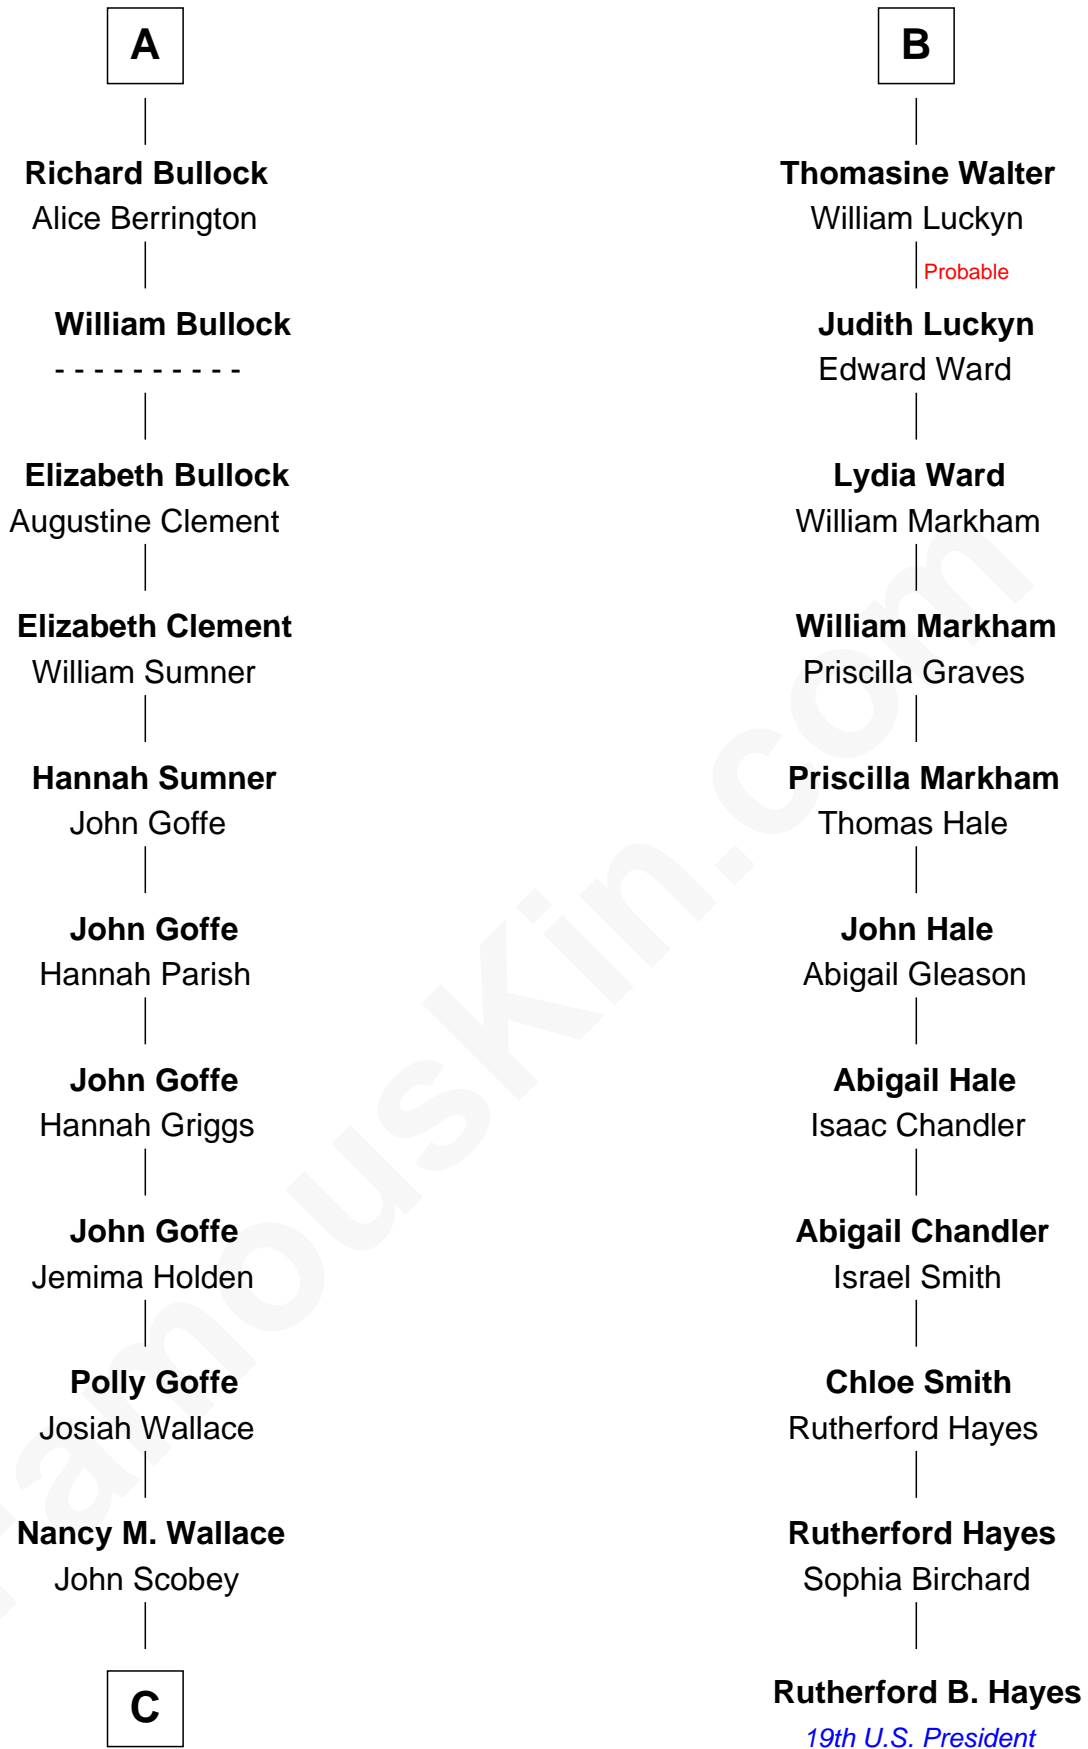 A
Richard Bullock
Alice Berrington
William Bullock
- - - - - - - - - -
Elizabeth Bullock
Augustine Clement
Elizabeth Clement
William Sumner
Hannah Sumner
John Goffe
John Goffe
Hannah Parish
John Goffe
Hannah Griggs
John Goffe
Jemima Holden
Polly Goffe
Josiah Wallace
Nancy M. Wallace
John Scobey
C
B
Thomasine Walter
William Luckyn
Probable
Judith Luckyn
Edward Ward
Lydia Ward
William Markham
William Markham
Priscilla Graves
Priscilla Markham
Thomas Hale
John Hale
Abigail Gleason
Abigail Hale
Isaac Chandler
Abigail Chandler
Israel Smith
Chloe Smith
Rutherford Hayes
Rutherford Hayes
Sophia Birchard
Rutherford B. Hayes
19th U.S. President
FamousKin.com